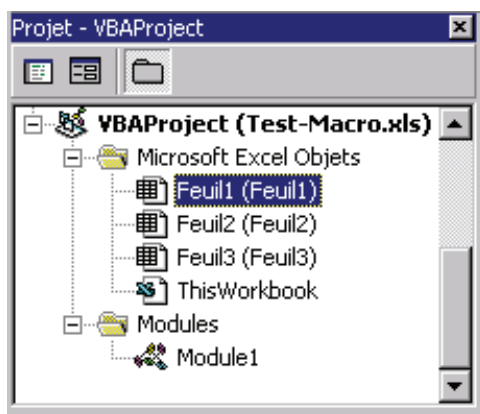 Projet - VBAProject
VBAProject (Test-Macro.xls)
Microsoft Excel Objets
Feuil1 (Feuil1)
Feuil2 (Feuil2)
Feuil3 (Feuil3)
ThisWorkbook
Modules
Module1